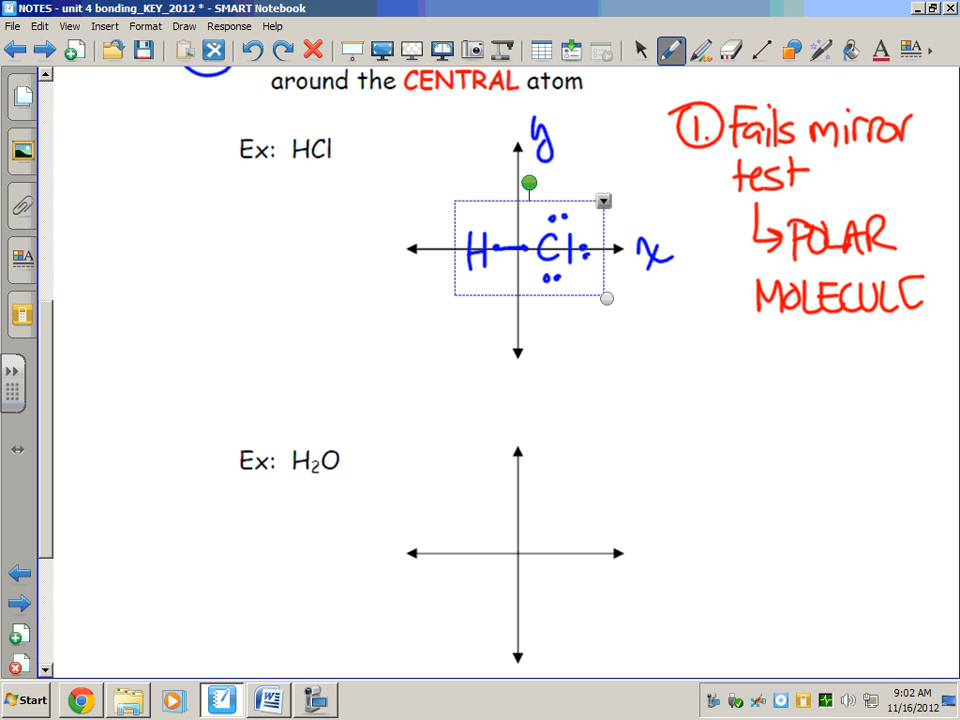 NOTES - unit 4 bonding_KEY_2012 * - SMART Notebook
File Edit View Insert Format Draw Response Help
around the CENTRAL atom
Ex: HCl
y
H Cl
x
1. Fails mirror
test
↳ POLAR
MOLECULE
Ex: H₂O
Start
9:02 AM
11/16/2012